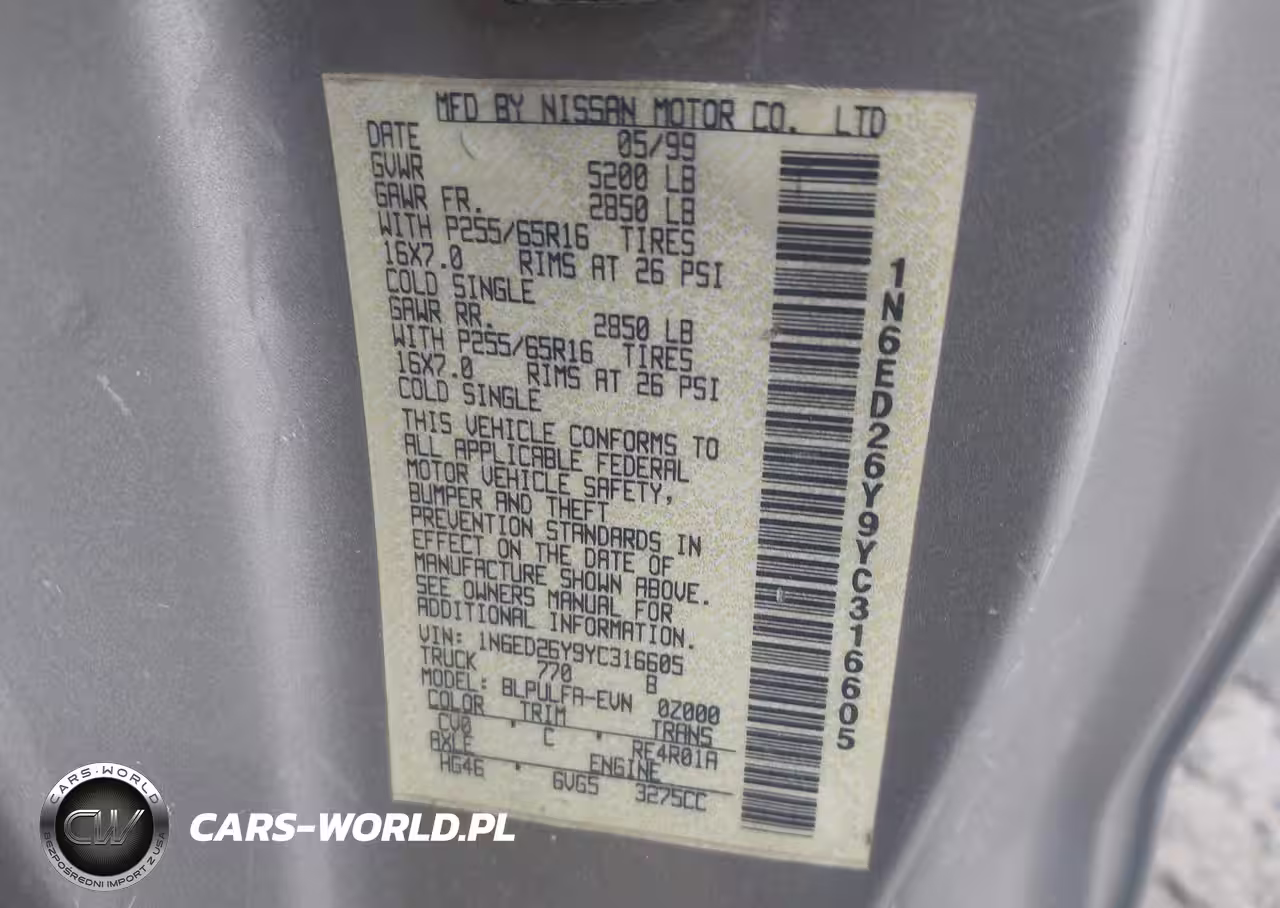 MFD BY NISSAN MOTOR CO. LTD
DATE 05/99
GVWR 5200 LB
GAWR FR. 2850 LB
WITH P255/65R16 TIRES
16X7.0 RIMS AT 26 PSI
COLD SINGLE
GAWR RR. 2850 LB
WITH P255/65R16 TIRES
16X7.0 RIMS AT 26 PSI
COLD SINGLE
THIS VEHICLE CONFORMS TO
ALL APPLICABLE FEDERAL
MOTOR VEHICLE SAFETY,
BUMPER AND THEFT
PREVENTION STANDARDS IN
EFFECT ON THE DATE OF
MANUFACTURE SHOWN ABOVE.
SEE OWNERS MANUAL FOR
ADDITIONAL INFORMATION.
VIN: 1N6ED26Y9YC316605
TRUCK 770 B
MODEL: BLPULFA-EVN 0Z000
COLOR TRIM TRANS
CV0 C RE4R01A
AXLE ENGINE
HG46 6VG5 3275CC
1N6ED26Y9YC316605
CARS-WORLD
CW
BEZPOŚREDNI IMPORT Z USA
CARS-WORLD.PL